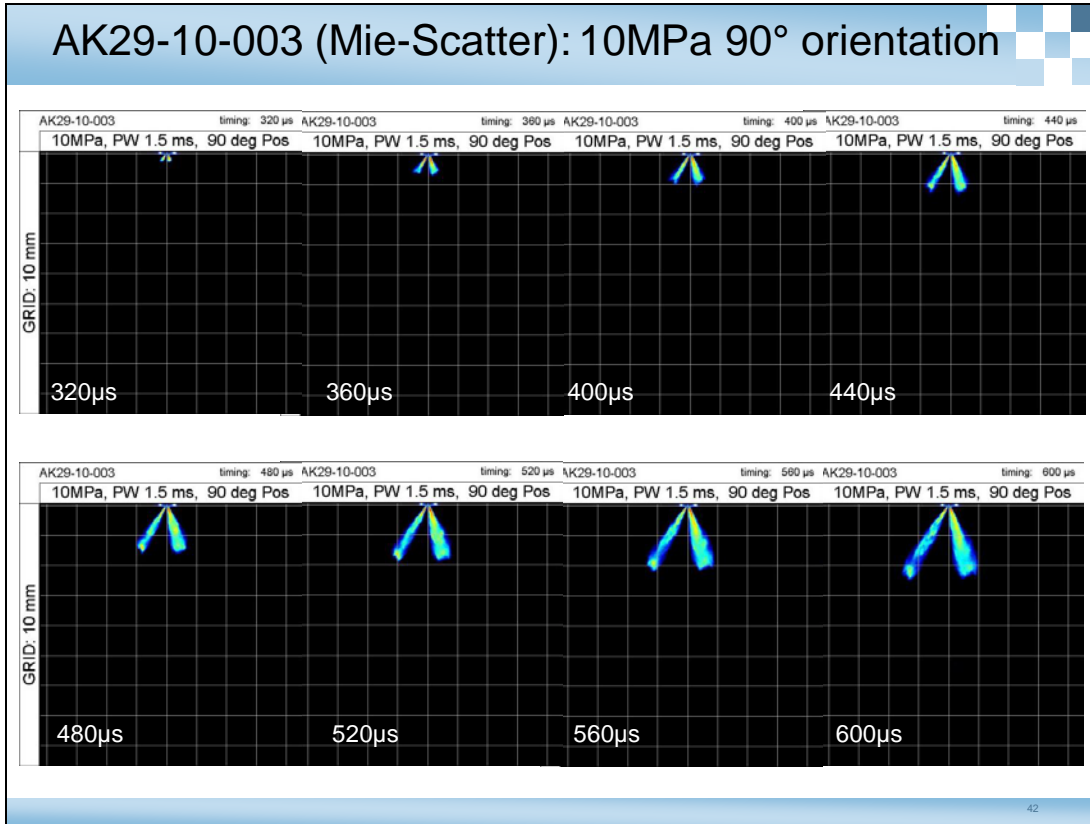 AK29-10-003 (Mie-Scatter): 10MPa 90° orientation
AK29-10-003 timing: 320 µs
10MPa, PW 1.5 ms, 90 deg Pos
320µs
AK29-10-003 timing: 360 µs
10MPa, PW 1.5 ms, 90 deg Pos
360µs
AK29-10-003 timing: 400 µs
10MPa, PW 1.5 ms, 90 deg Pos
400µs
AK29-10-003 timing: 440 µs
10MPa, PW 1.5 ms, 90 deg Pos
440µs
GRID: 10 mm
AK29-10-003 timing: 480 µs
10MPa, PW 1.5 ms, 90 deg Pos
480µs
AK29-10-003 timing: 520 µs
10MPa, PW 1.5 ms, 90 deg Pos
520µs
AK29-10-003 timing: 560 µs
10MPa, PW 1.5 ms, 90 deg Pos
560µs
AK29-10-003 timing: 600 µs
10MPa, PW 1.5 ms, 90 deg Pos
600µs
GRID: 10 mm
42